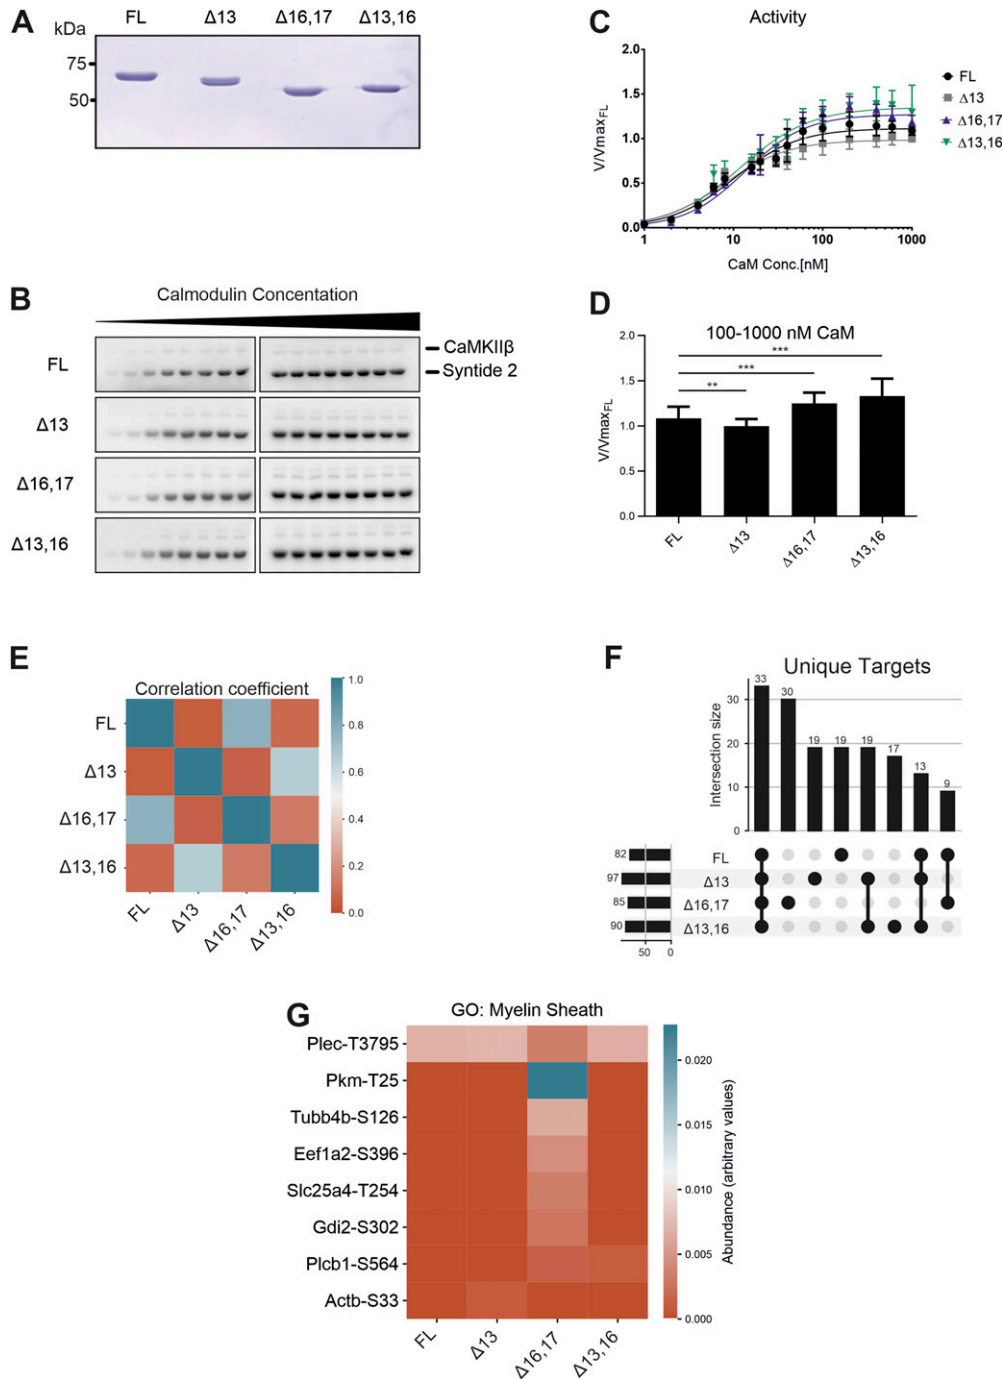 A
kDa
FL Δ13 Δ16,17 Δ13,16
75
50
B
Calmodulin Concentation
FL
Δ13
Δ16,17
Δ13,16
CaMKIIβ
Syntide 2
C
Activity
V/VmaxFL
2.0
1.5
1.0
0.5
0.0
1 10 100 1000
CaM Conc.[nM]
FL
Δ13
Δ16,17
Δ13,16
D
100-1000 nM CaM
V/VmaxFL
2.0
1.5
1.0
0.5
0.0
***
***
**
FL Δ13 Δ16,17 Δ13,16
E
Correlation coefficient
FL
Δ13
Δ16,17
Δ13,16
FL Δ13 Δ16,17 Δ13,16
1.0
0.8
0.6
0.4
0.2
0.0
F
Unique Targets
Intersection size
30
20
10
0
33 30 19 19 19 17 13 9
82 FL
97 Δ13
85 Δ16,17
90 Δ13,16
50 0
G
GO: Myelin Sheath
Plec-T3795
Pkm-T25
Tubb4b-S126
Eef1a2-S396
Slc25a4-T254
Gdi2-S302
Plcb1-S564
Actb-S33
FL Δ13 Δ16,17 Δ13,16
0.020
0.015
0.010
0.005
0.000
Abundance (arbitrary values)